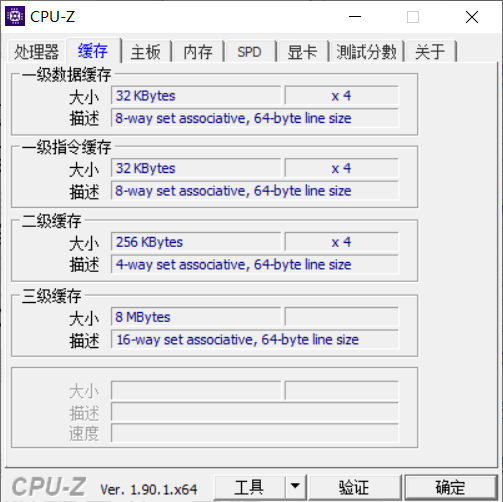 CPU-Z
处理器 缓存 主板 内存 SPD 显卡 測試分數 关于
一级数据缓存
大小 32 KBytes x 4
描述 8-way set associative, 64-byte line size
一级指令缓存
大小 32 KBytes x 4
描述 8-way set associative, 64-byte line size
二级缓存
大小 256 KBytes x 4
描述 4-way set associative, 64-byte line size
三级缓存
大小 8 MBytes
描述 16-way set associative, 64-byte line size
大小
描述
速度
CPU-Z Ver. 1.90.1.x64 工具 验证 确定